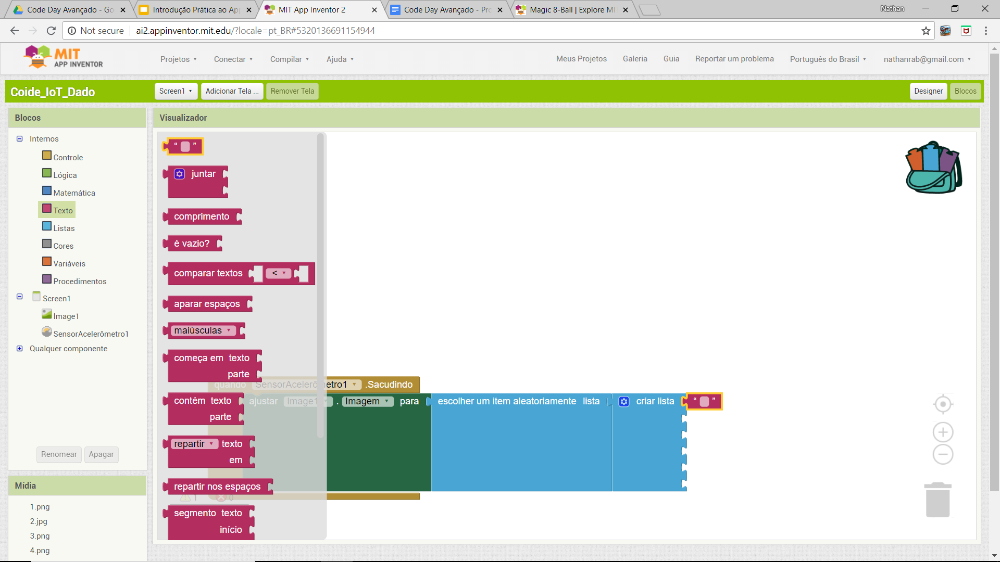 Code Day Avançado - Go
Introdução Prática ao Ap
MIT App Inventor 2
Code Day Avançado - Pro
Magic 8-Ball | Explore MI
Nathan
Not secure
ai2.appinventor.mit.edu/?locale=pt_BR#5320136691154944
MIT
APP INVENTOR
Projetos
Conectar
Compilar
Ajuda
Meus Projetos
Galeria
Guia
Reportar um problema
Português do Brasil
nathanrab@gmail.com
Coide_IoT_Dado
Screen1
Adicionar Tela ...
Remover Tela
Designer
Blocos
Blocos
Internos
Controle
Lógica
Matemática
Texto
Listas
Cores
Variáveis
Procedimentos
Screen1
Image1
SensorAcelerômetro1
Qualquer componente
Renomear
Apagar
Mídia
1.png
2.jpg
3.png
4.png
Visualizador
“ ”
juntar
comprimento
é vazio?
comparar textos <
aparar espaços
maiúsculas
começa em texto
parte
contém texto
parte
repartir texto
em
repartir nos espaços
segmento texto
início
quando SensorAcelerômetro1 .Sacudindo
ajustar Image1 . Imagem para escolher um item aleatoriamente lista criar lista “ ”
1
0